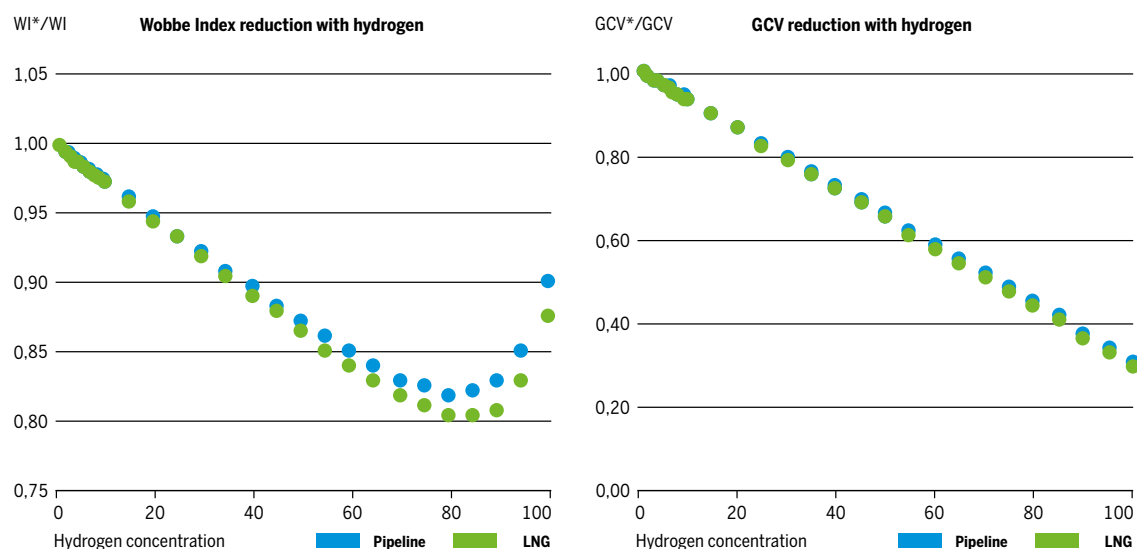 WI*/WI Wobbe Index reduction with hydrogen
1,05
1,00
0,95
0,90
0,85
0,80
0,75
0 20 40 60 80 100
Hydrogen concentration Pipeline LNG
GCV*/GCV GCV reduction with hydrogen
1,00
0,80
0,60
0,40
0,20
0,00
0 20 40 60 80 100
Hydrogen concentration Pipeline LNG